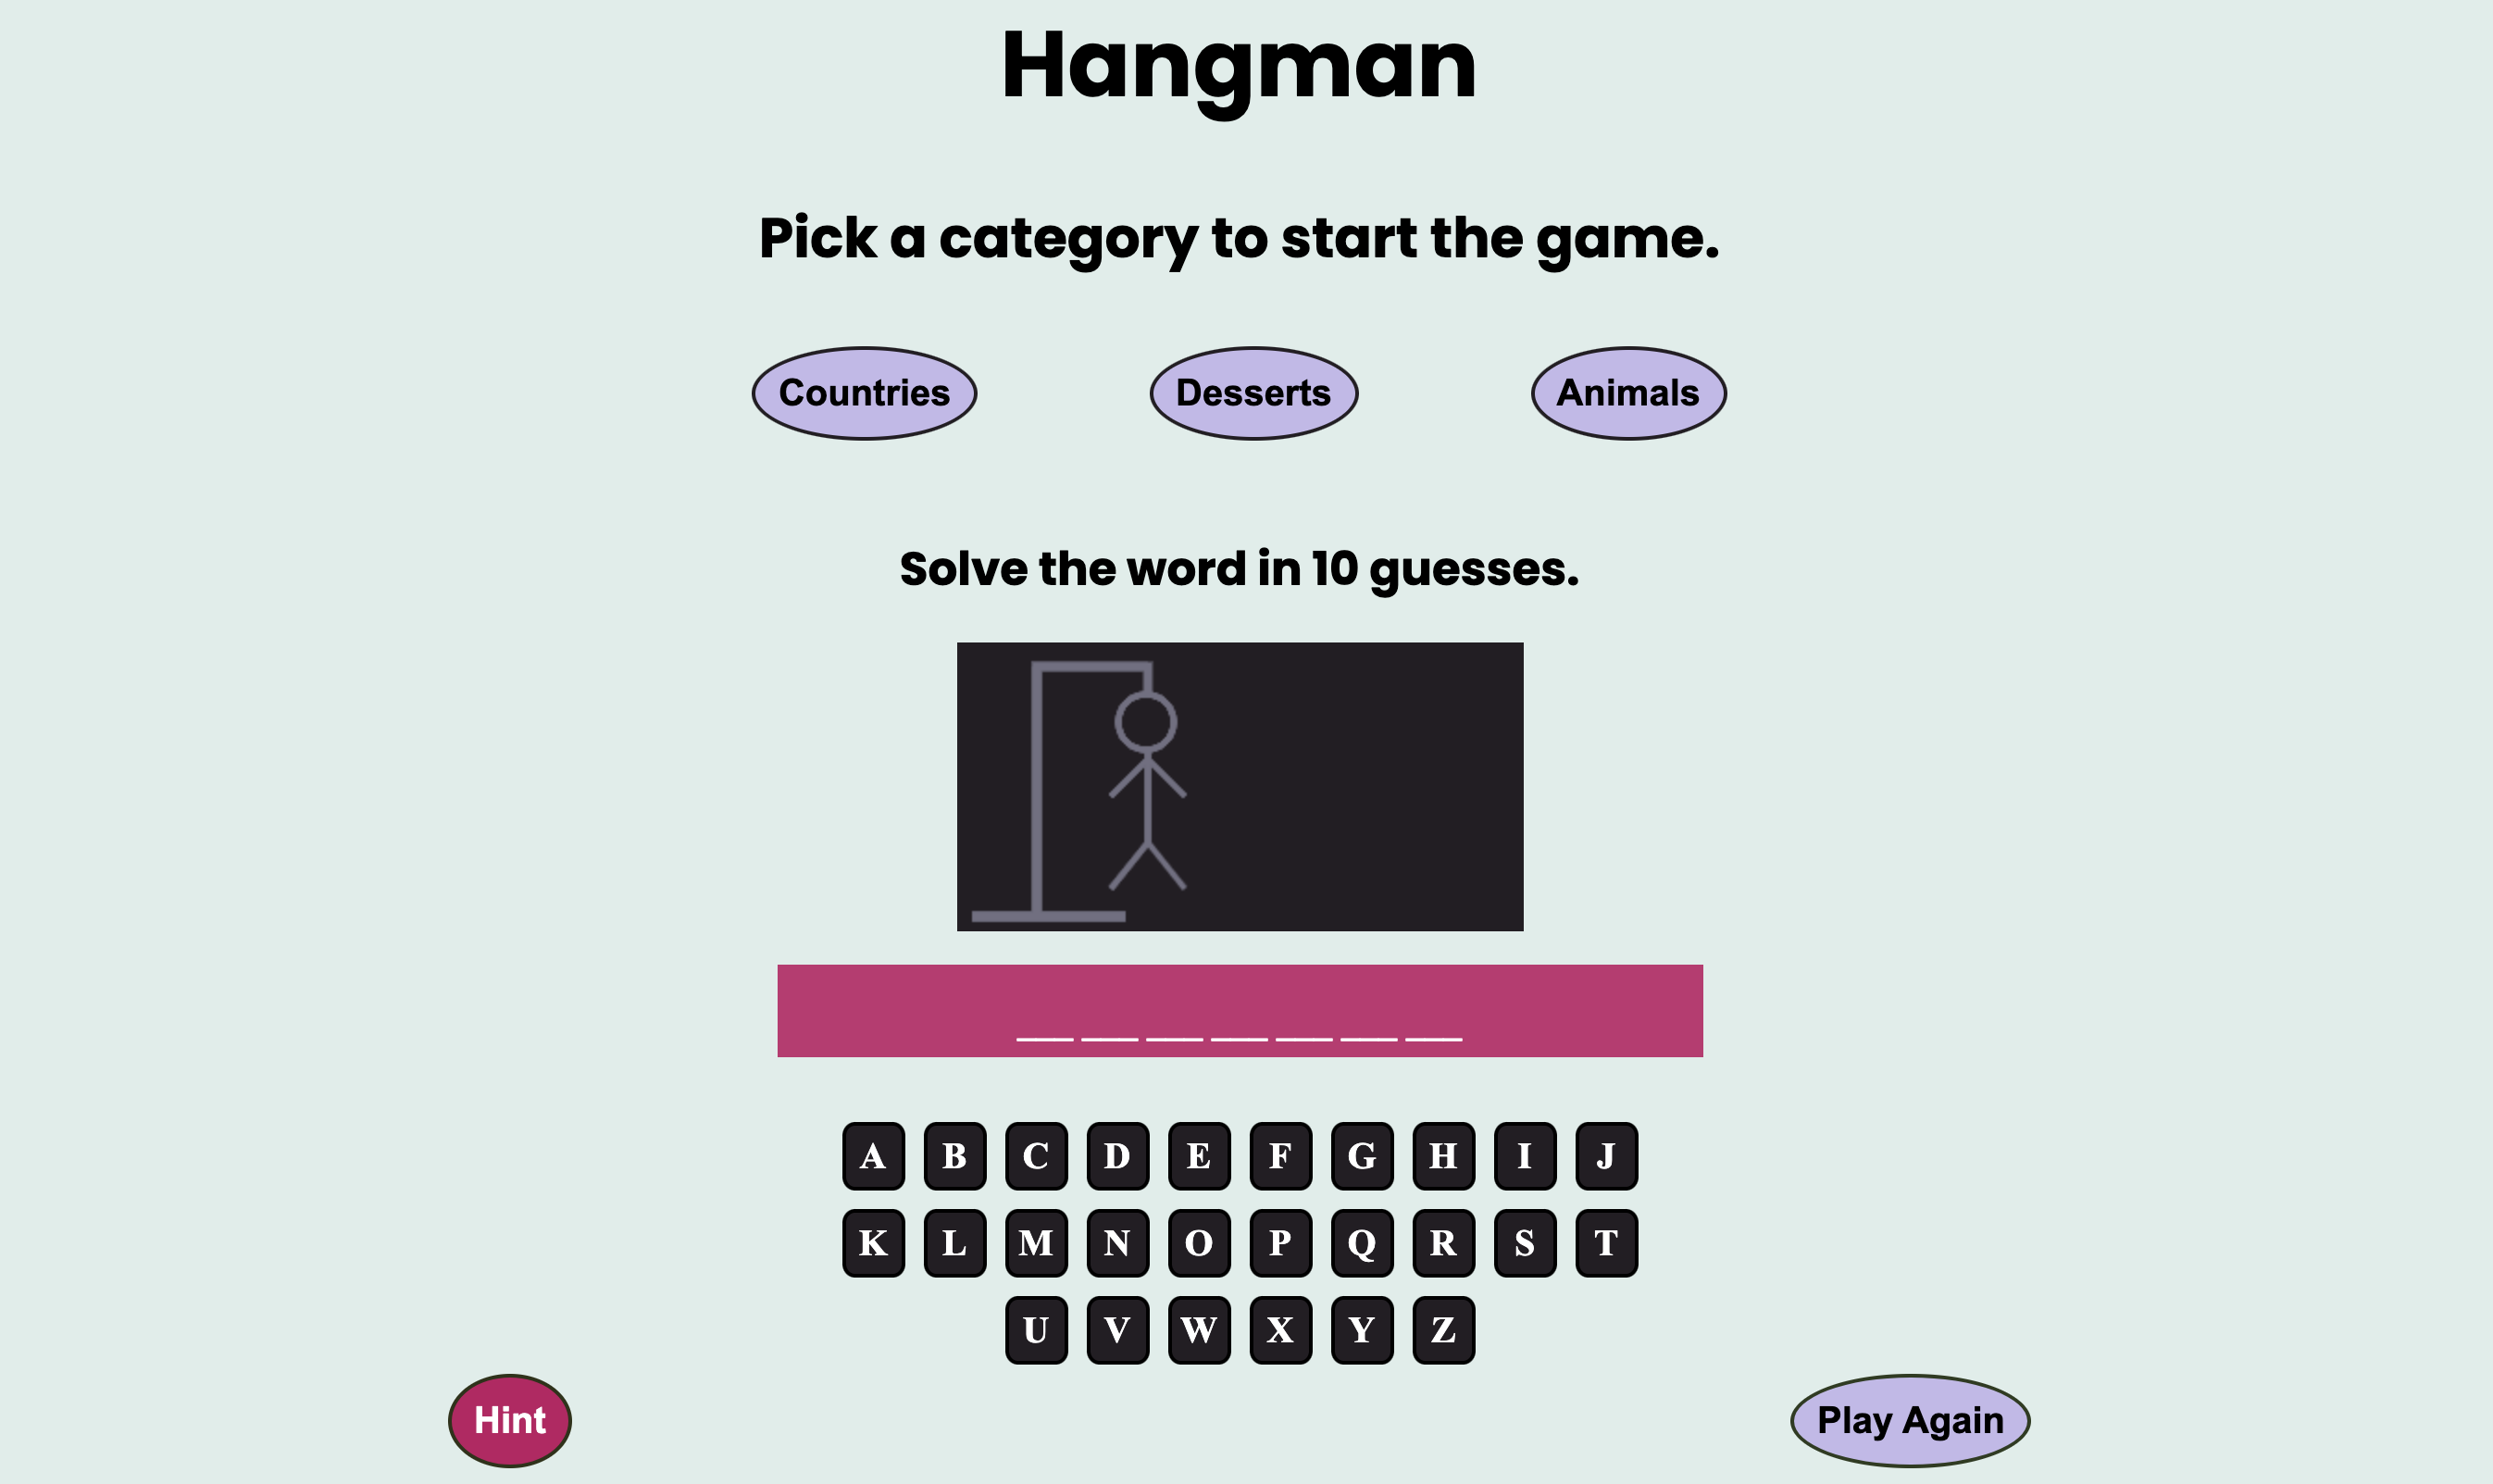 Hangman
Pick a category to start the game.
Countries Desserts Animals
Solve the word in 10 guesses.
_ _ _ _ _ _ _
A B C D E F G H I J
K L M N O P Q R S T
U V W X Y Z
Hint Play Again